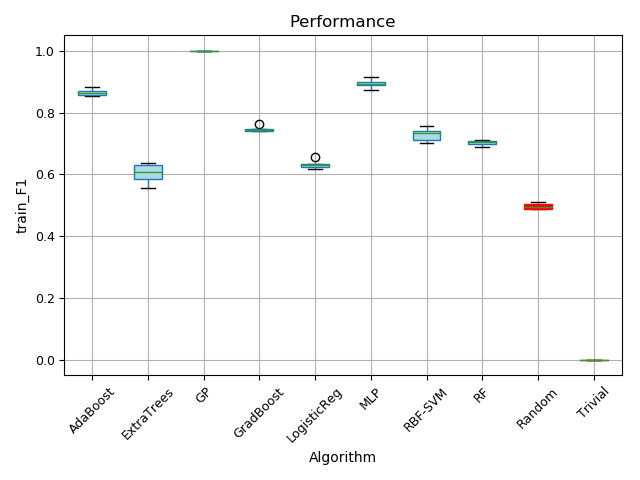 Performance
1.0
0.8
0.6
0.4
0.2
0.0
train_F1
AdaBoost
ExtraTrees
GP
GradBoost
LogisticReg
MLP
RBF-SVM
RF
Random
Trivial
Algorithm